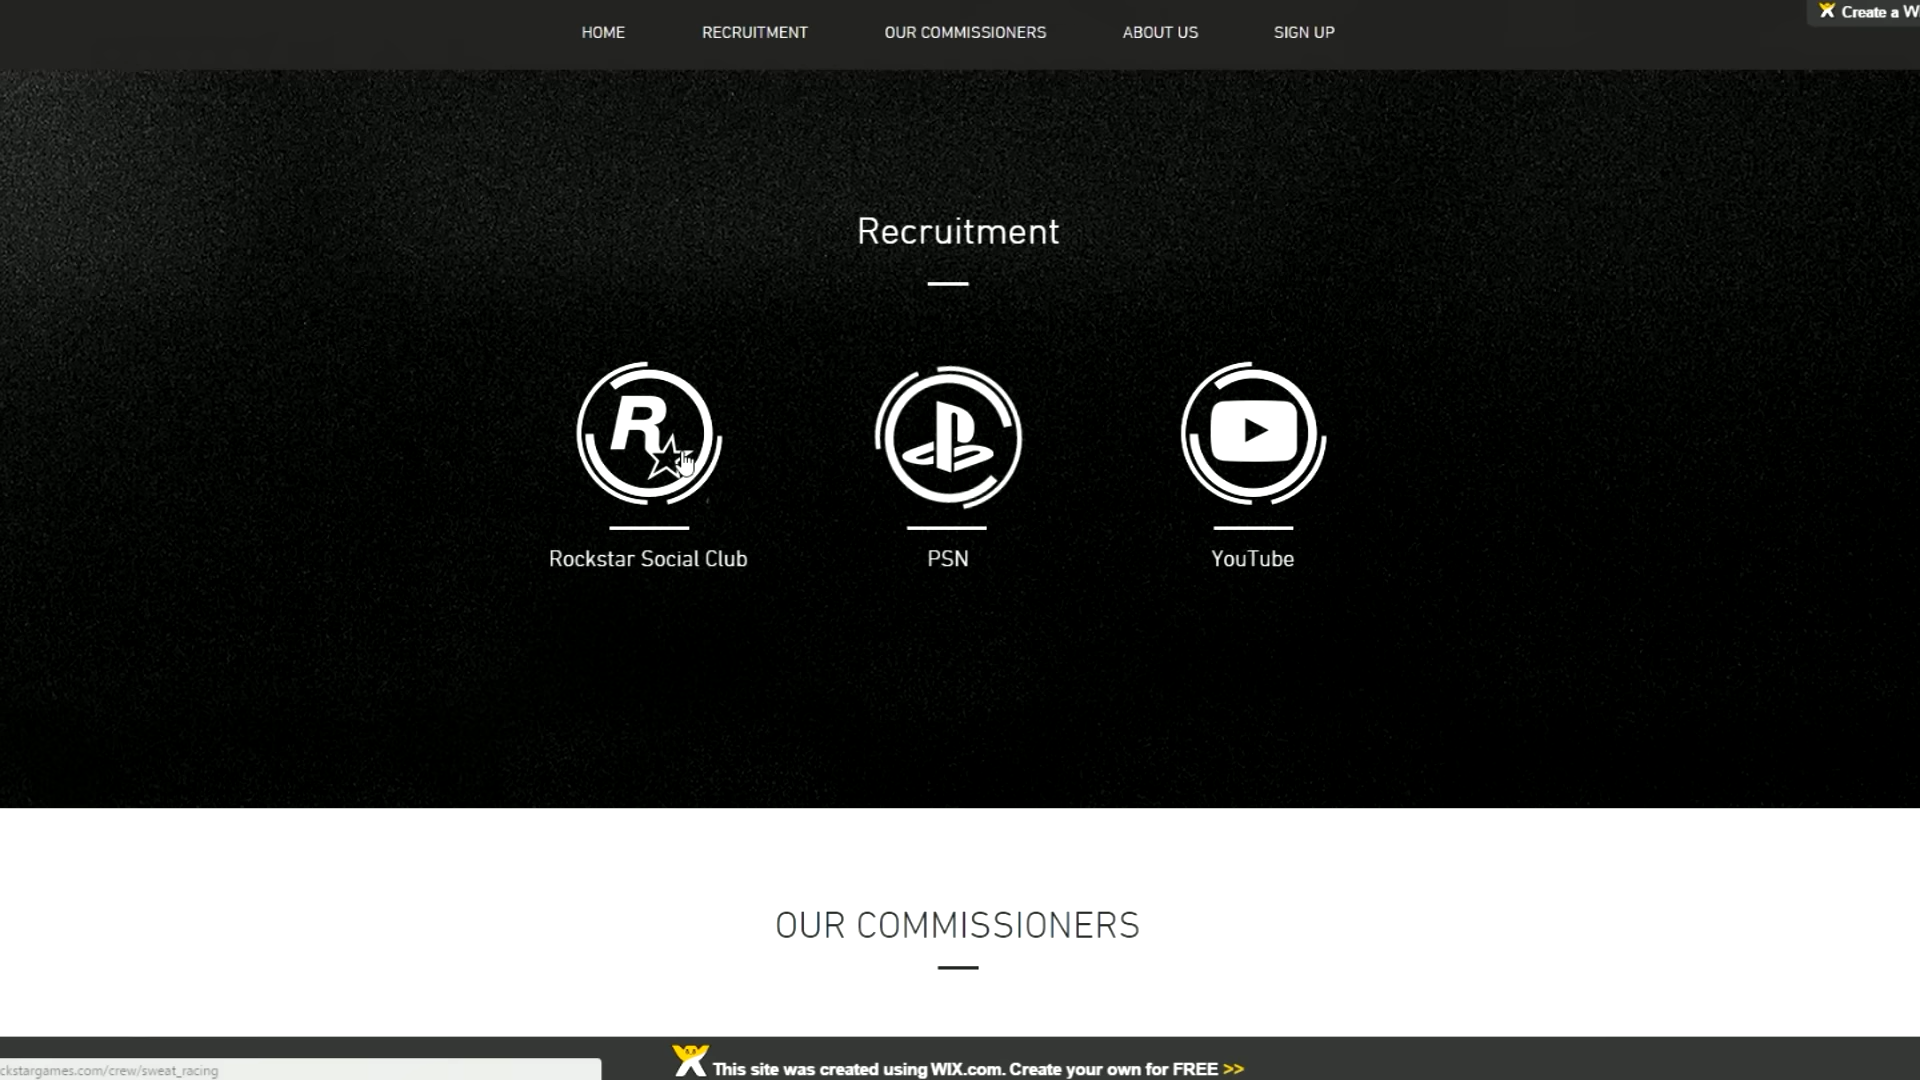 HOME RECRUITMENT OUR COMMISSIONERS ABOUT US SIGN UP
Create a W
Recruitment
R
Rockstar Social Club PSN YouTube
OUR COMMISSIONERS
This site was created using WIX.com. Create your own for FREE >>
ckstargames.com/crew/sweat_racing